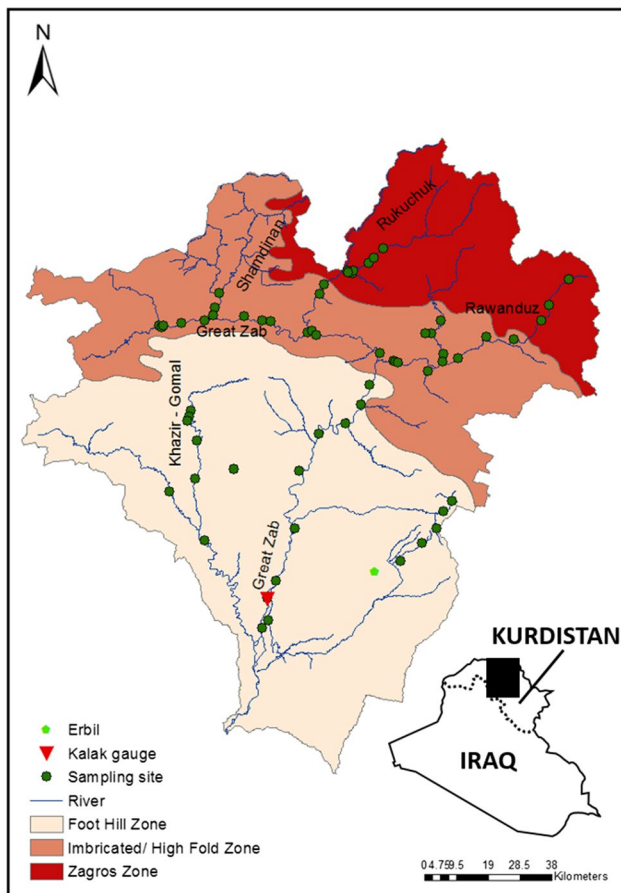 N
Rukuchuk
Shamdinan
Rawanduz
Great Zab
Khazir - Gomal
Great Zab
KURDISTAN
IRAQ
Erbil
Kalak gauge
Sampling site
River
Foot Hill Zone
Imbricated/ High Fold Zone
Zagros Zone
0 4.75 9.5 19 28.5 38
Kilometers